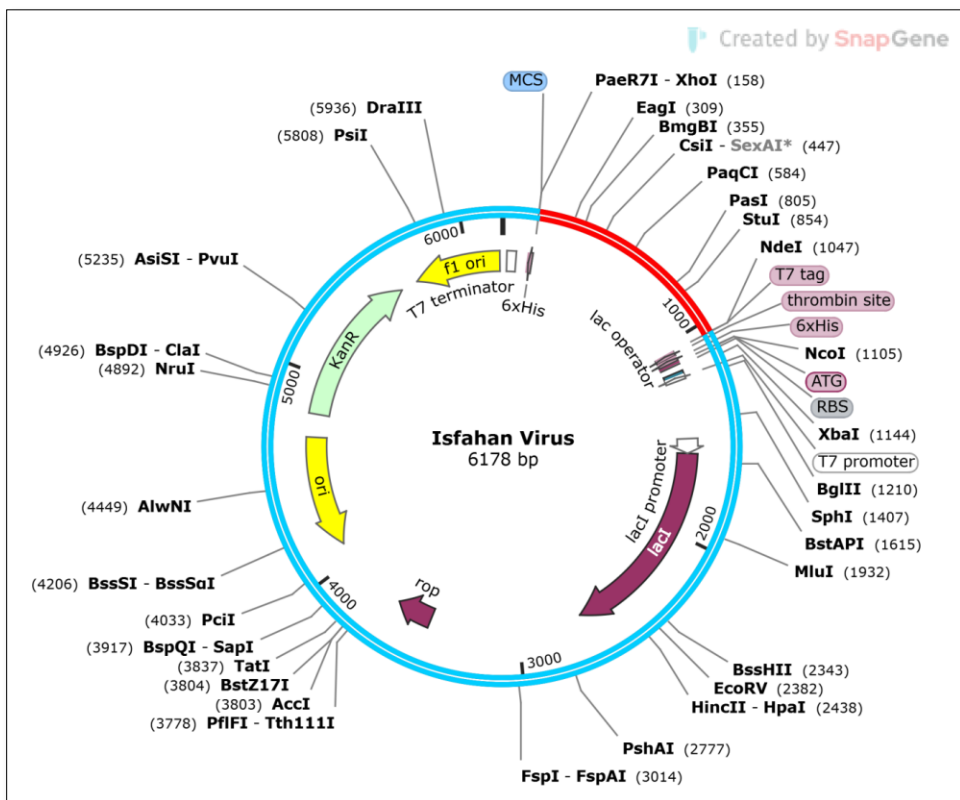 Created by SnapGene
MCS
PaeR7I - XhoI (158)
EagI (309)
BmgBI (355)
CsiI - SexAI* (447)
PaqCI (584)
PasI (805)
StuI (854)
NdeI (1047)
T7 tag
thrombin site
6xHis
NcoI (1105)
ATG
RBS
XbaI (1144)
T7 promoter
BglII (1210)
SphI (1407)
BstAPI (1615)
MluI (1932)
BssHII (2343)
EcoRV (2382)
HincII - HpaI (2438)
PshAI (2777)
FspI - FspAI (3014)
(3778) PflFI - Tth111I
(3803) AccI
(3804) BstZ17I
(3837) TatI
(3917) BspQI - SapI
(4033) PciI
(4206) BssSI - BssSαI
(4449) AlwNI
(4892) NruI
(4926) BspDI - ClaI
(5235) AsiSI - PvuI
(5808) PsiI
(5936) DraIII
6000
1000
2000
3000
4000
5000
f1 ori
T7 terminator
6xHis
lac operator
lacI promoter
lacI
rop
ori
KanR
Isfahan Virus
6178 bp